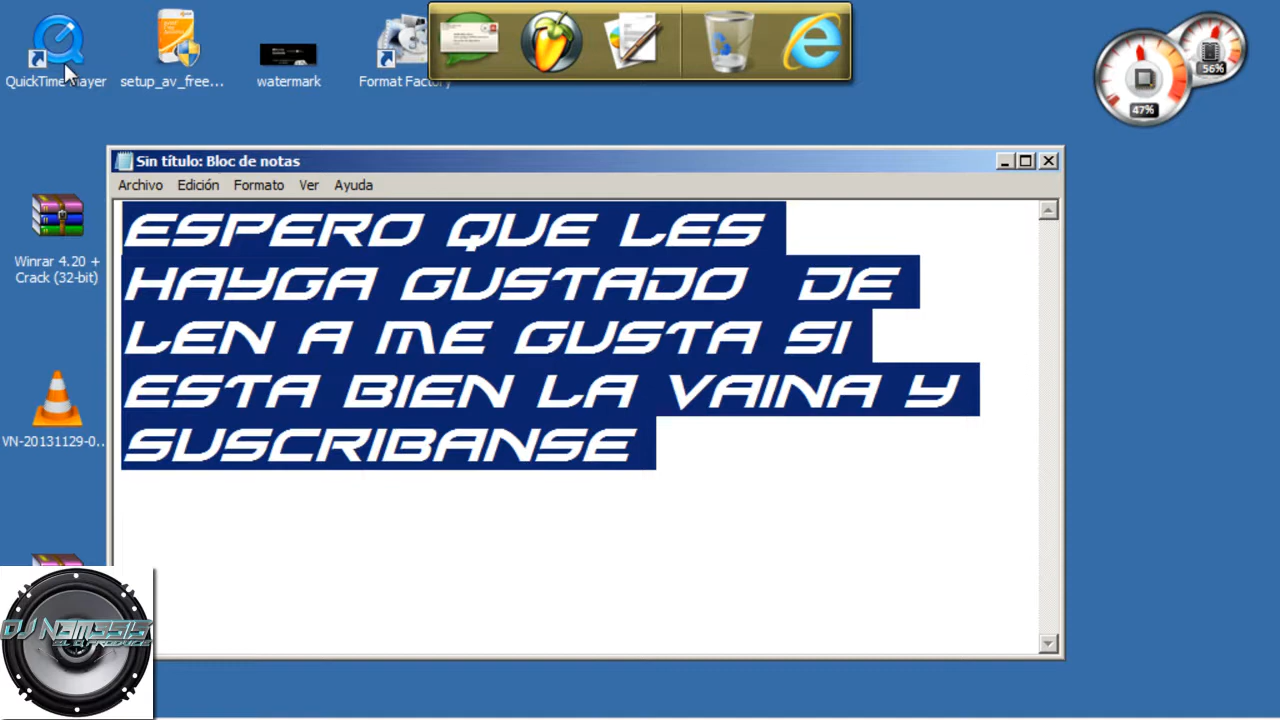 QuickTime Player
setup_av_free...
watermark
Format Factory
56%
47%
Sin título: Bloc de notas
Archivo Edición Formato Ver Ayuda
ESPERO QUE LES
HAYGA GUSTADO DE
LEN A ME GUSTA SI
ESTA BIEN LA VAINA Y
SUSCRIBANSE
Winrar 4.20 +
Crack (32-bit)
VN-20131129-0...